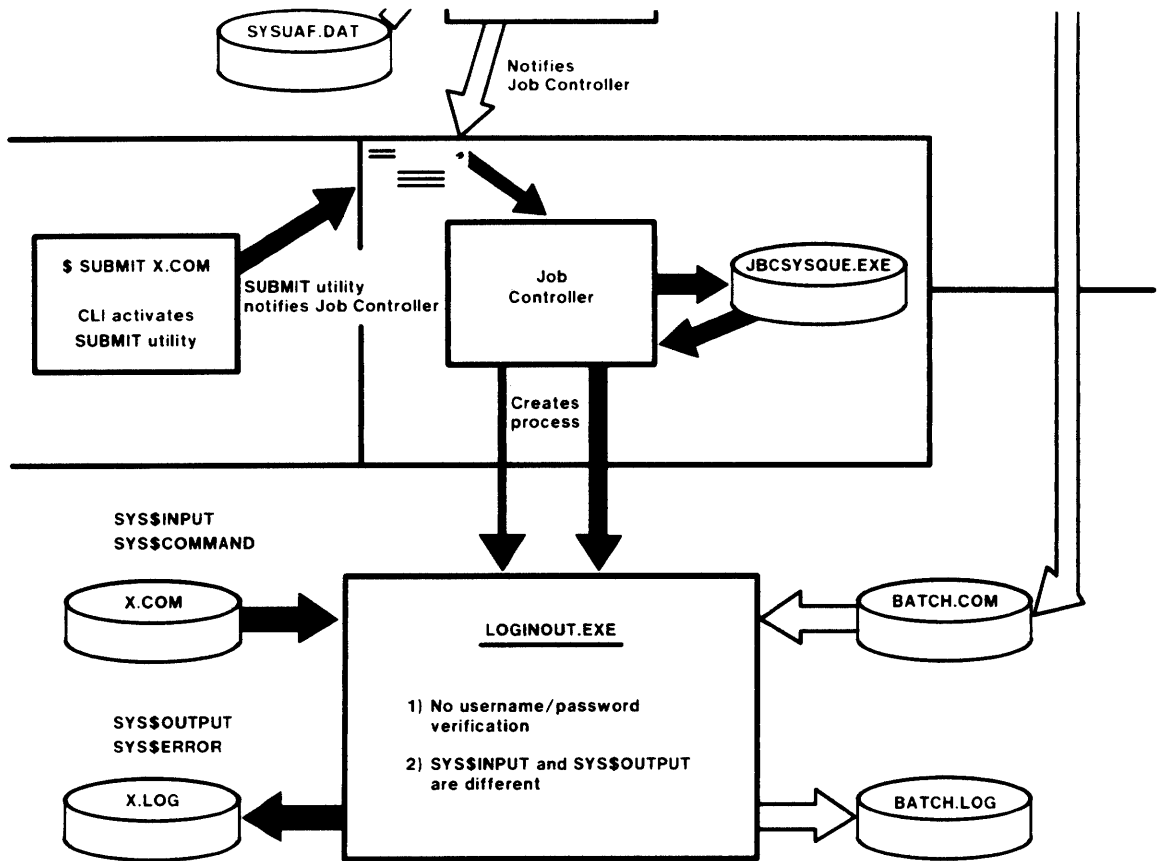 SYSUAF.DAT
Notifies
Job Controller
$ SUBMIT X.COM
CLI activates
SUBMIT utility
SUBMIT utility
notifies Job Controller
Job
Controller
JBCSYSQUE.EXE
Creates
process
SYS$INPUT
SYS$COMMAND
X.COM
LOGINOUT.EXE
BATCH.COM
1) No username/password
verification
2) SYS$INPUT and SYS$OUTPUT
are different
SYS$OUTPUT
SYS$ERROR
X.LOG
BATCH.LOG